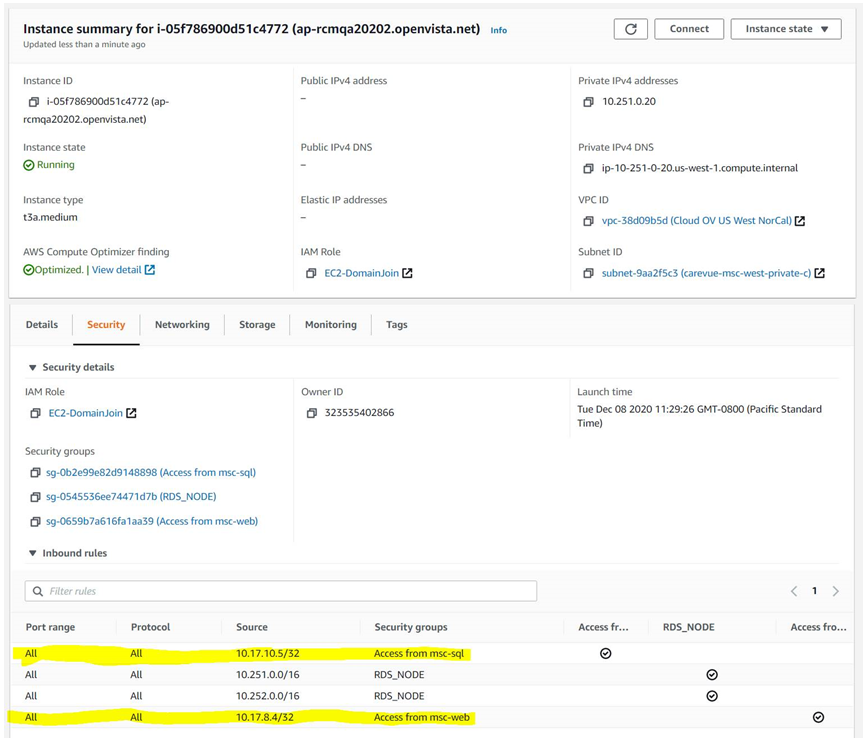 Instance summary for i-05f786900d51c4772 (ap-rcmqa20202.openvista.net) Info
Updated less than a minute ago
Connect
Instance state
Instance ID
i-05f786900d51c4772 (ap-
rcmqa20202.openvista.net)
Public IPv4 address
–
Private IPv4 addresses
10.251.0.20
Instance state
Running
Public IPv4 DNS
–
Private IPv4 DNS
ip-10-251-0-20.us-west-1.compute.internal
Instance type
t3a.medium
Elastic IP addresses
–
VPC ID
vpc-38d09b5d (Cloud OV US West NorCal)
AWS Compute Optimizer finding
Optimized. | View detail
IAM Role
EC2-DomainJoin
Subnet ID
subnet-9aa2f5c3 (carevue-msc-west-private-c)
Details Security Networking Storage Monitoring Tags
Security details
IAM Role
EC2-DomainJoin
Owner ID
323535402866
Launch time
Tue Dec 08 2020 11:29:26 GMT-0800 (Pacific Standard
Time)
Security groups
sg-0b2e99e82d9148898 (Access from msc-sql)
sg-0545536ee74471d7b (RDS_NODE)
sg-0659b7a616fa1aa39 (Access from msc-web)
Inbound rules
Filter rules
1
Port range Protocol Source Security groups Access fr... RDS_NODE Access fro...
All All 10.17.10.5/32 Access from msc-sql
All All 10.251.0.0/16 RDS_NODE
All All 10.252.0.0/16 RDS_NODE
All All 10.17.8.4/32 Access from msc-web